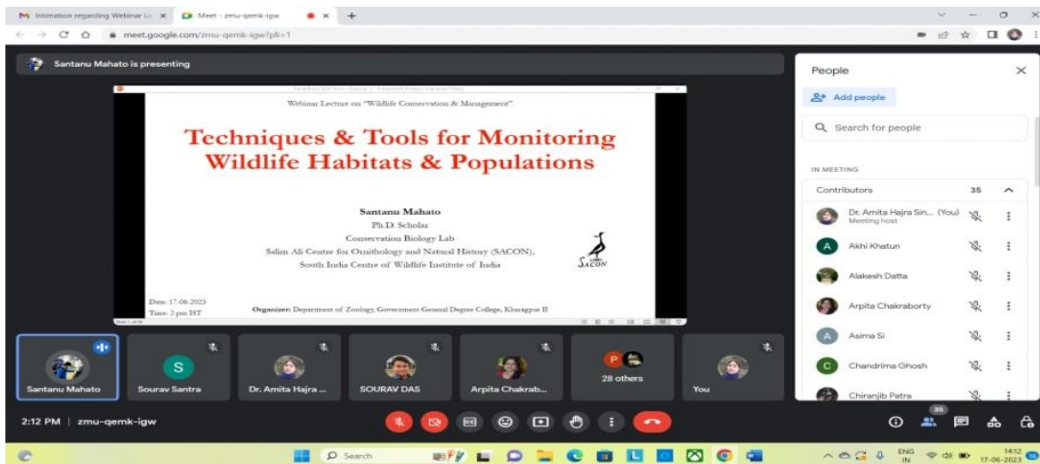 Intimation regarding Webinar Le
Meet - zmu-qemk-igw
meet.google.com/zmu-qemk-igw?pli=1
Santanu Mahato is presenting
Webinar Lecture on "Wildlife Conservation & Management"
Techniques & Tools for Monitoring
Wildlife Habitats & Populations
Santanu Mahato
Ph.D. Scholar
Conservation Biology Lab
Salim Ali Centre for Ornithology and Natural History (SACON),
South India Centre of Wildlife Institute of India
SACON
Date: 17-06-2023
Time: 2 pm IST
Organizer: Department of Zoology, Government General Degree College, Kharagpur II
People
Add people
Search for people
IN MEETING
Contributors 35
Dr. Amita Hajra Sin... (You)
Meeting host
Akhi Khatun
Alakesh Datta
Arpita Chakraborty
A Asima Si
C Chandrima Ghosh
Chiranjib Patra
Santanu Mahato
S
Sourav Santra
Dr. Amita Hajra ...
SOURAV DAS
Arpita Chakrab...
P
28 others
You
2:12 PM | zmu-qemk-igw
35
Search
ENG
IN
14:12
17-06-2023